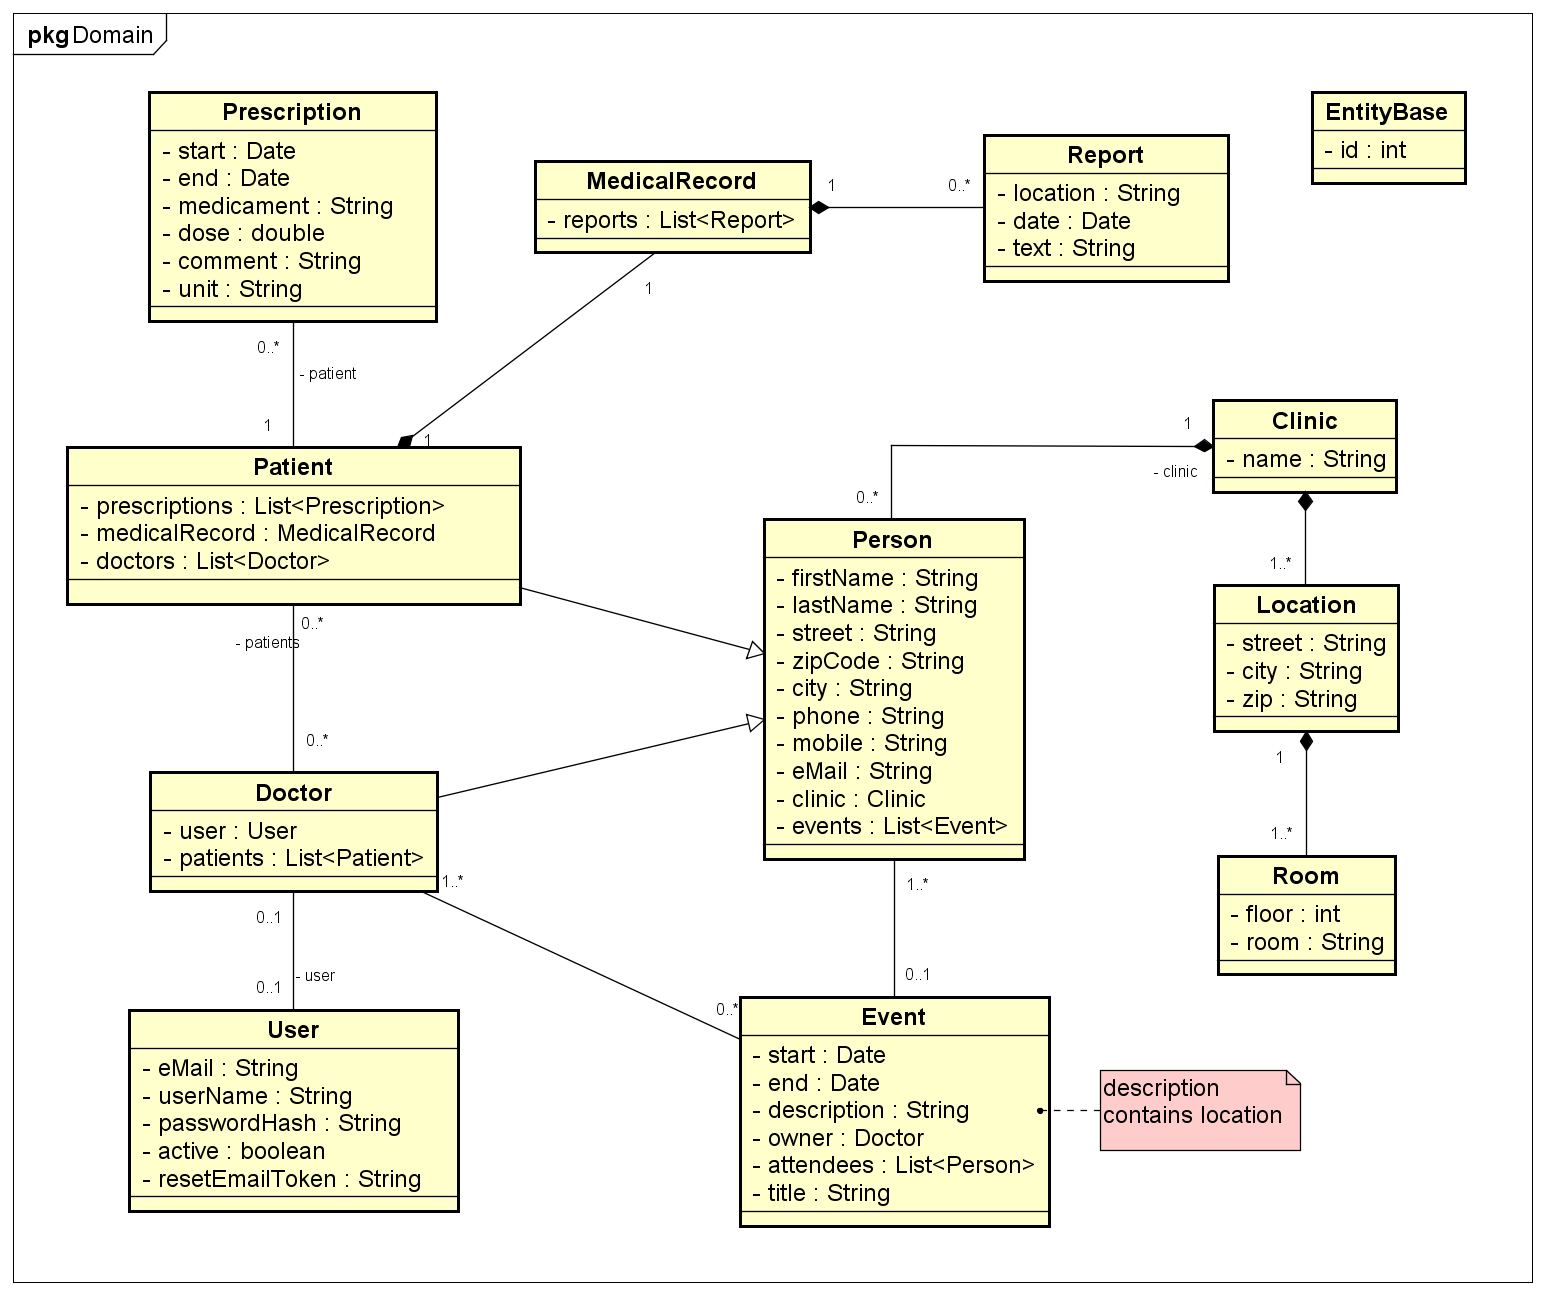 pkg Domain
Prescription
- start : Date
- end : Date
- medicament : String
- dose : double
- comment : String
- unit : String
MedicalRecord
- reports : List<Report>
1
0..*
Report
- location : String
- date : Date
- text : String
EntityBase
- id : int
0..*
- patient
1
1
1
Patient
- prescriptions : List<Prescription>
- medicalRecord : MedicalRecord
- doctors : List<Doctor>
1
- clinic
0..*
Clinic
- name : String
1..*
Person
- firstName : String
- lastName : String
- street : String
- zipCode : String
- city : String
- phone : String
- mobile : String
- eMail : String
- clinic : Clinic
- events : List<Event>
Location
- street : String
- city : String
- zip : String
1
1..*
Room
- floor : int
- room : String
0..*
- patients
0..*
Doctor
- user : User
- patients : List<Patient>
1..*
0..1
- user
0..1
1..*
0..1
0..*
User
- eMail : String
- userName : String
- passwordHash : String
- active : boolean
- resetEmailToken : String
Event
- start : Date
- end : Date
- description : String
- owner : Doctor
- attendees : List<Person>
- title : String
description
contains location